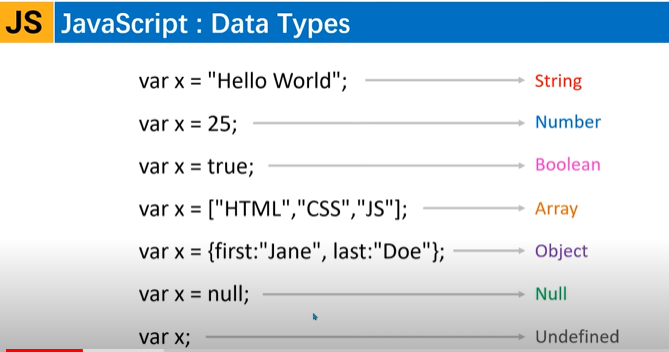 JS JavaScript : Data Types
var x = "Hello World"; String
var x = 25; Number
var x = true; Boolean
var x = ["HTML","CSS","JS"]; Array
var x = {first:"Jane", last:"Doe"}; Object
var x = null; Null
var x; Undefined